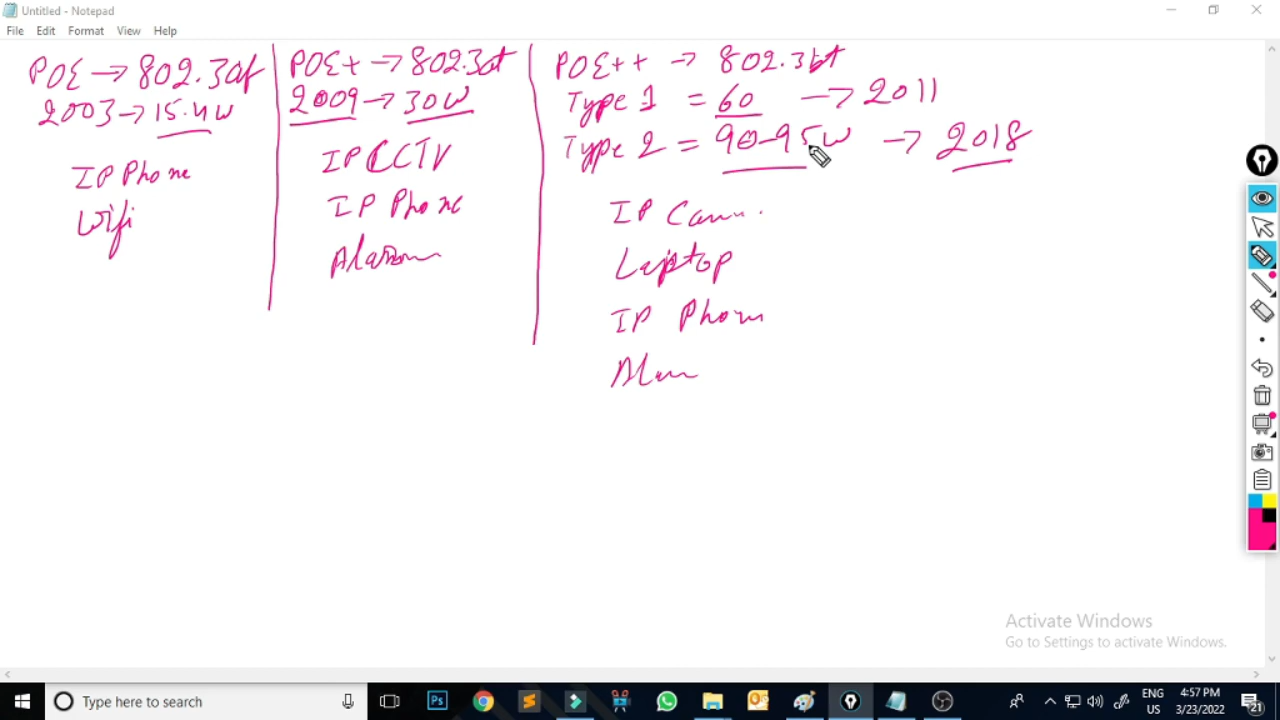 Untitled - Notepad
File Edit Format View Help
POE → 802.3af
2003 → 15.4w
IP Phone
Wifi
POE+ → 802.3at
2009 → 30W
IP CCTV
IP Phone
Alarm
POE++ → 802.3bt
Type 1 = 60 → 2011
Type 2 = 90-95w → 2018
IP Cam
Laptop
IP Phone
Alarm
Activate Windows
Go to Settings to activate Windows.
Type here to search
Ps
ENG
US
4:57 PM
3/23/2022
21